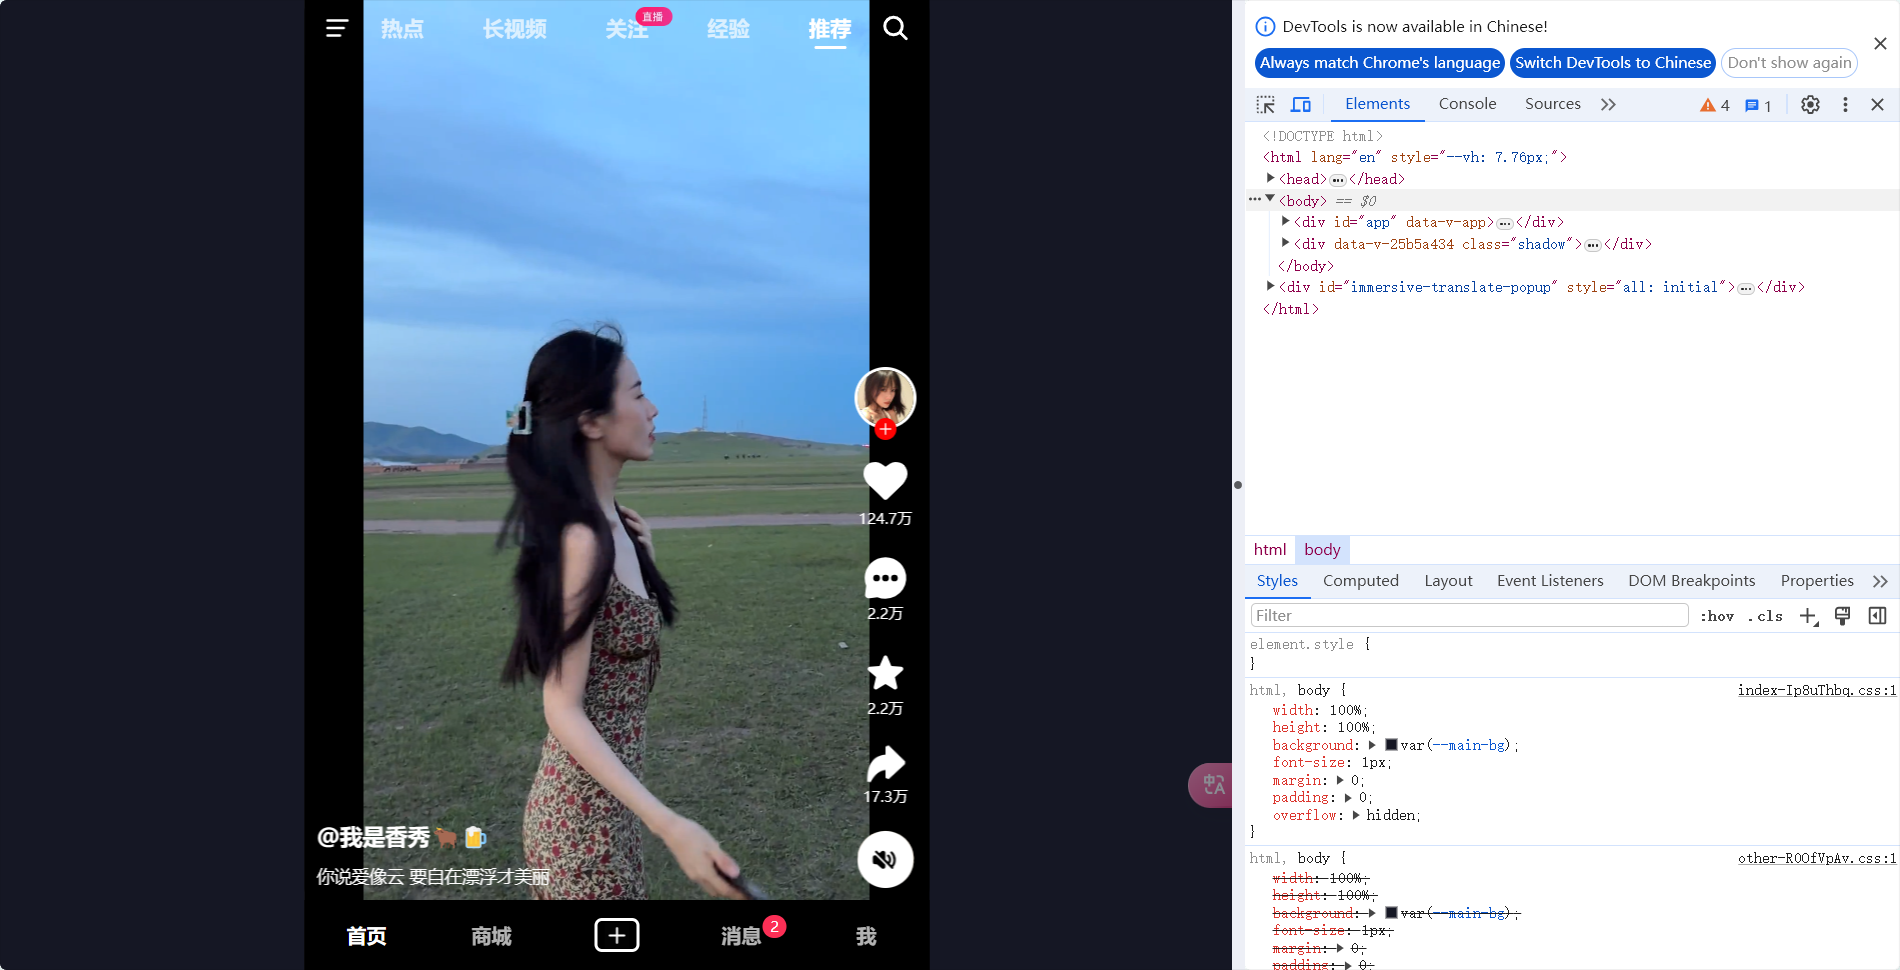 热点 长视频 关注 直播 经验 推荐
124.7万
2.2万
2.2万
17.3万
@我是香秀🐂🍺
你说爱像云 要自在漂浮才美丽
首页 商城 消息 2 我
中A
DevTools is now available in Chinese!
Always match Chrome's language Switch DevTools to Chinese Don't show again
Elements Console Sources 4 1
<!DOCTYPE html>
<html lang="en" style="--vh: 7.76px;">
<head>…</head>
<body> == $0
<div id="app" data-v-app>…</div>
<div data-v-25b5a434 class="shadow">…</div>
</body>
<div id="immersive-translate-popup" style="all: initial">…</div>
</html>
html body
Styles Computed Layout Event Listeners DOM Breakpoints Properties
Filter :hov .cls
element.style {
}
html, body { index-Ip8uThbq.css:1
width: 100%;
height: 100%;
background: var(--main-bg);
font-size: 1px;
margin: 0;
padding: 0;
overflow: hidden;
}
html, body { other-R0OfVpAv.css:1
width: 100%;
height: 100%;
background: var(--main-bg);
font-size: 1px;
margin: 0;
padding: 0;